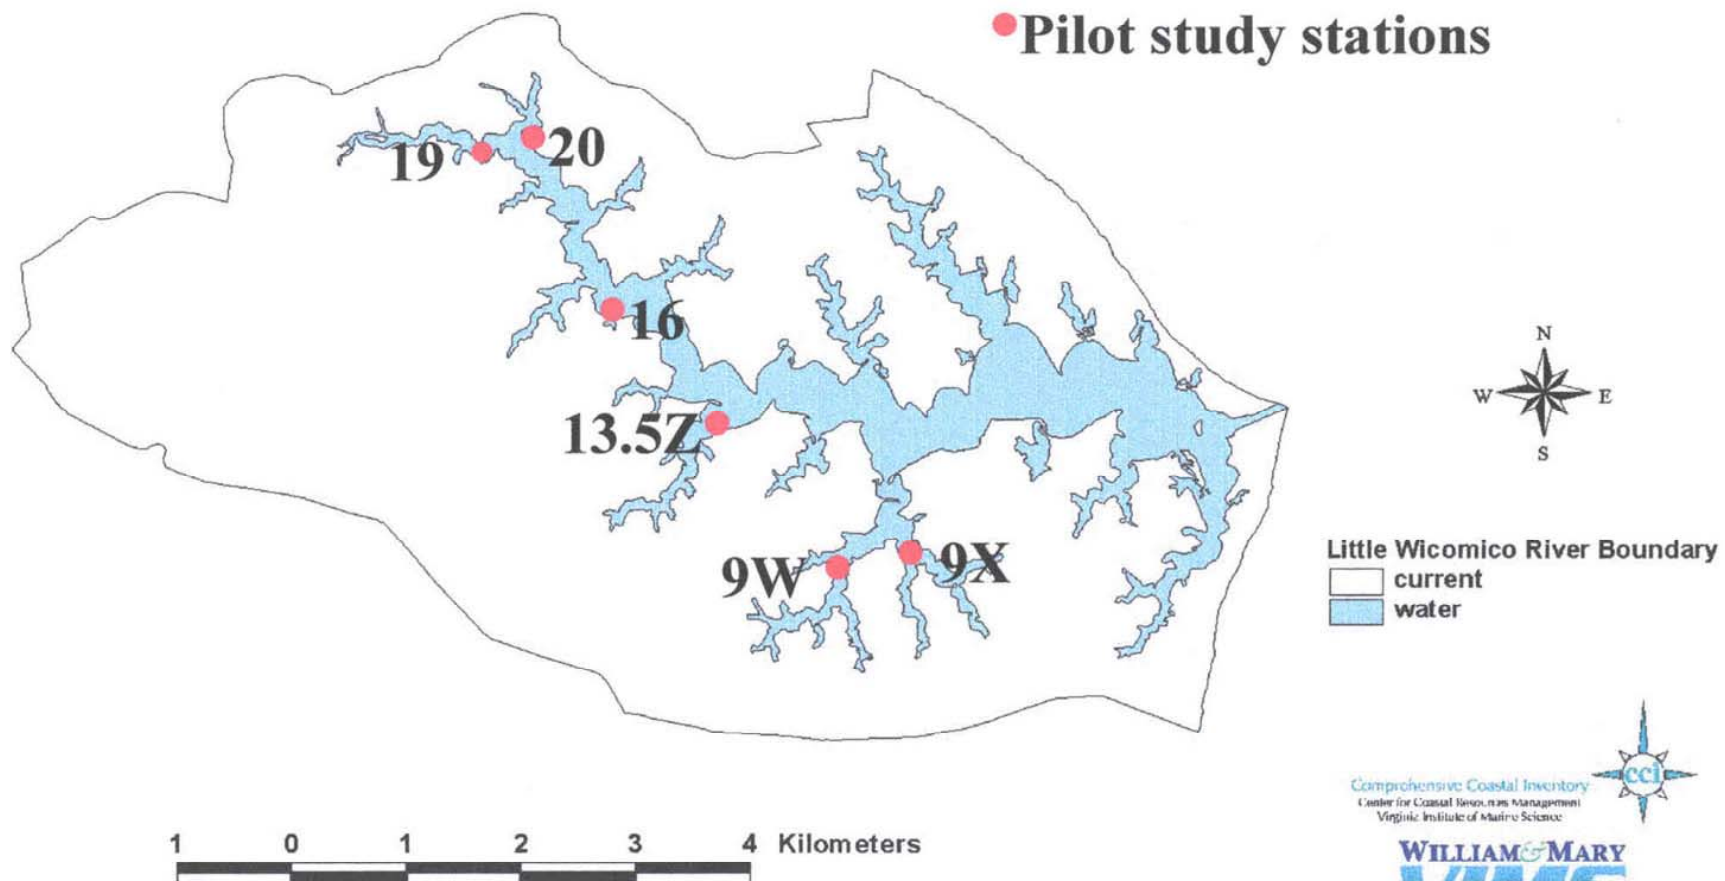 Pilot study stations
20
19
16
13.5Z
9W
9X
N
W E
S
Little Wicomico River Boundary
current
water
cci
Comprehensive Coastal Inventory
Center for Coastal Resources Management
Virginia Institute of Marine Science
WILLIAM & MARY
VIMS
1 0 1 2 3 4 Kilometers